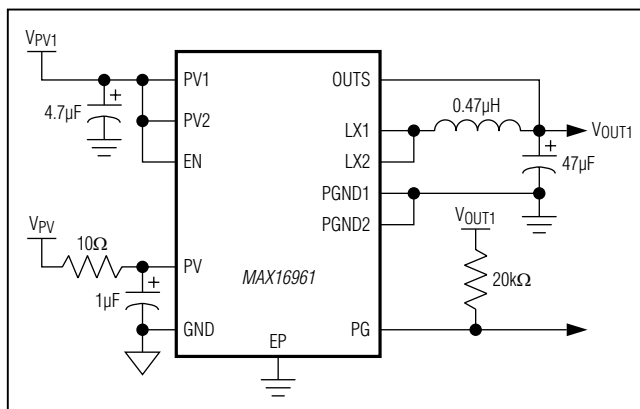 VPV1
4.7µF
+
PV1
PV2
EN
VPV
10Ω
PV
+
1µF
GND
MAX16961
EP
OUTS
LX1
LX2
0.47µH
VOUT1
+
47µF
PGND1
PGND2
VOUT1
20kΩ
PG